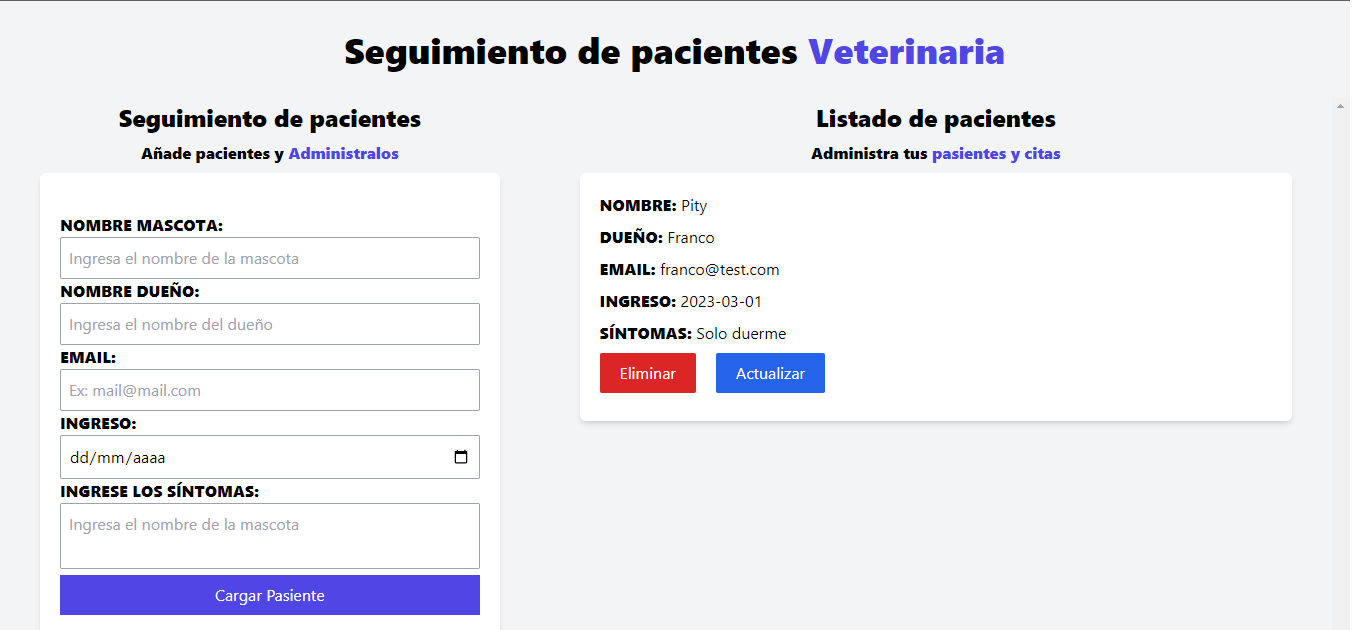 Seguimiento de pacientes Veterinaria
Seguimiento de pacientes
Añade pacientes y Administralos
NOMBRE MASCOTA:
Ingresa el nombre de la mascota
NOMBRE DUEÑO:
Ingresa el nombre del dueño
EMAIL:
Ex: mail@mail.com
INGRESO:
dd/mm/aaaa
INGRESE LOS SÍNTOMAS:
Ingresa el nombre de la mascota
Cargar Pasiente
Listado de pacientes
Administra tus pasientes y citas
NOMBRE: Pity
DUEÑO: Franco
EMAIL: franco@test.com
INGRESO: 2023-03-01
SÍNTOMAS: Solo duerme
Eliminar Actualizar